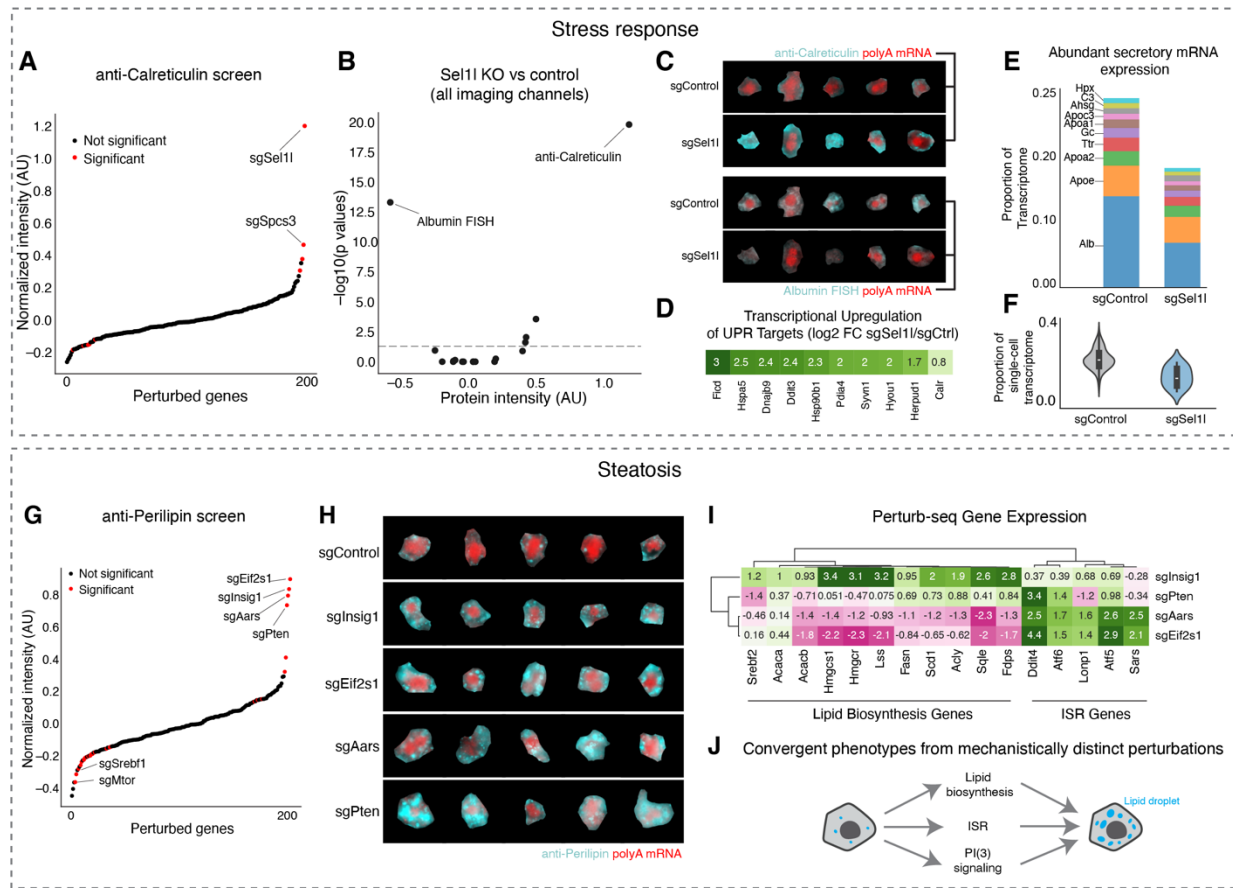 Stress response
A
anti-Calreticulin screen
Normalized intensity (AU)
1.2
1.0
0.8
0.6
0.4
0.2
0.0
−0.2
Not significant
Significant
sgSel1l
sgSpcs3
0
200
Perturbed genes
B
Sel1l KO vs control
(all imaging channels)
−log10(p values)
20.0
17.5
15.0
12.5
10.0
7.5
5.0
2.5
0.0
anti-Calreticulin
Albumin FISH
−0.5
0.0
0.5
1.0
Protein intensity (AU)
C
anti-Calreticulin polyA mRNA
sgControl
sgSel1l
sgControl
sgSel1l
Albumin FISH polyA mRNA
D
Transcriptional Upregulation
of UPR Targets (log2 FC sgSel1l/sgCtrl)
3 2.5 2.4 2.4 2.3 2 2 2 1.7 0.8
Ficd Hspa5 Dnajb9 Ddit3 Hsp90b1 Pdia4 Syvn1 Hyou1 Herpud1 Calr
E
Abundant secretory mRNA
expression
Proportion of
Transcriptome
0.25
0.20
0.10
0.00
Hpx
C3
Ahsg
Apoc3
Apoa1
Gc
Ttr
Apoa2
Apoe
Alb
sgControl sgSel1l
F
Proportion of
single-cell
transcriptome
0.4
0.0
sgControl sgSel1l
Steatosis
G
anti-Perilipin screen
Normalized intensity (AU)
0.8
0.6
0.4
0.2
0.0
−0.2
−0.4
Not significant
Significant
sgEif2s1
sgInsig1
sgAars
sgPten
sgSrebf1
sgMtor
0
200
Perturbed genes
H
sgControl
sgInsig1
sgEif2s1
sgAars
sgPten
anti-Perilipin polyA mRNA
I
Perturb-seq Gene Expression
1.2 1 0.93 3.4 3.1 3.2 0.95 2 1.9 2.6 2.8 0.37 0.39 0.68 0.69 -0.28 sgInsig1
-1.4 0.37 -0.71 0.051 -0.47 0.075 0.69 0.73 0.88 0.41 0.84 3.4 1.4 -1.2 0.98 -0.34 sgPten
-0.46 0.14 -1.4 -1.4 -1.2 -0.93 -1.1 -1.2 -1.3 -2.3 -1.3 2.5 1.7 1.6 2.6 2.5 sgAars
0.16 0.44 -1.8 -2.2 -2.3 -2.1 -0.84 -0.65 -0.62 -2 -1.7 4.4 1.5 1.4 2.9 2.1 sgEif2s1
Srebf2 Acaca Acacb Hmgcs1 Hmgcr Lss Fasn Scd1 Acly Sqle Fdps Ddit4 Atf6 Lonp1 Atf5 Sars
Lipid Biosynthesis Genes ISR Genes
J
Convergent phenotypes from mechanistically distinct perturbations
Lipid
biosynthesis
ISR
PI(3)
signaling
Lipid droplet